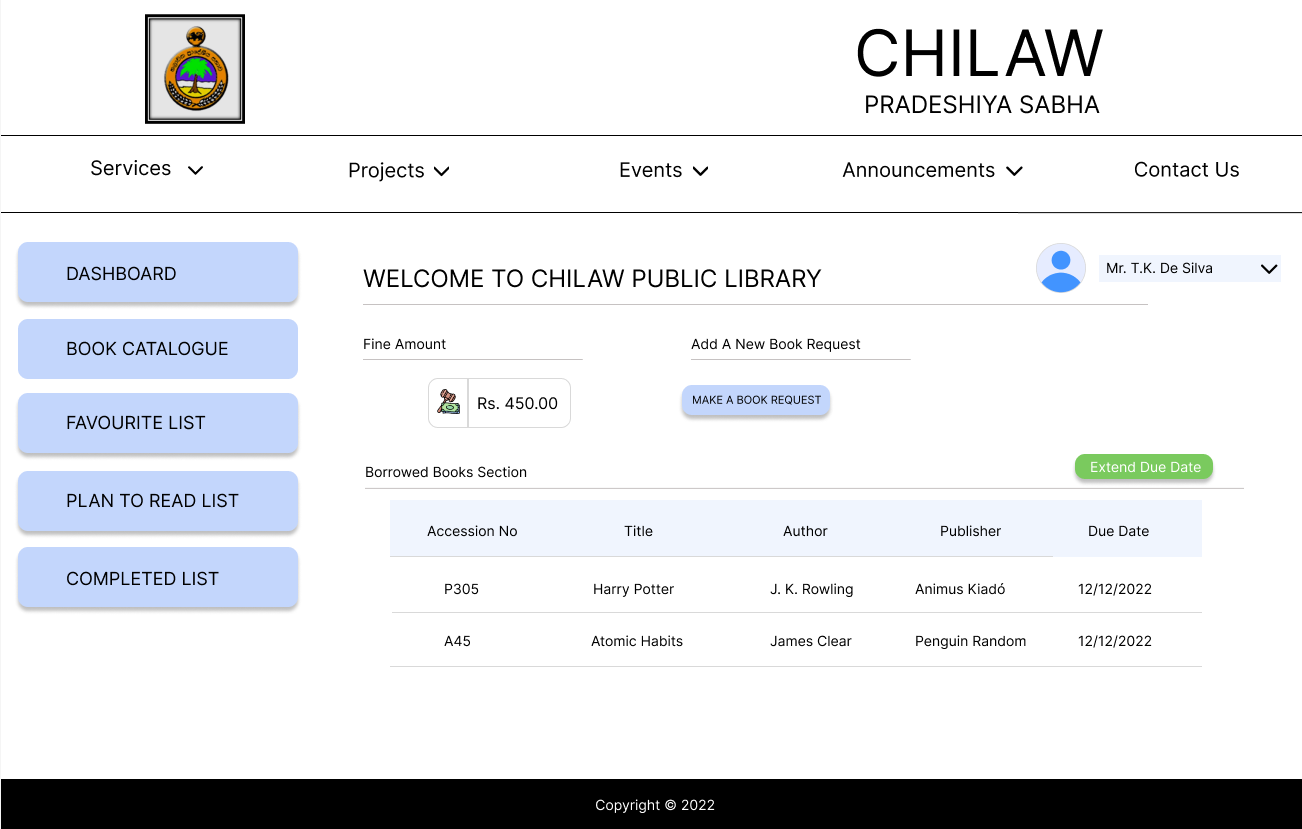 CHILAW
PRADESHIYA SABHA
Services
Projects
Events
Announcements
Contact Us
DASHBOARD
BOOK CATALOGUE
FAVOURITE LIST
PLAN TO READ LIST
COMPLETED LIST
WELCOME TO CHILAW PUBLIC LIBRARY
Mr. T.K. De Silva
Fine Amount
Add A New Book Request
Rs. 450.00
MAKE A BOOK REQUEST
Borrowed Books Section
Extend Due Date
Accession No Title Author Publisher Due Date
P305 Harry Potter J. K. Rowling Animus Kiadó 12/12/2022
A45 Atomic Habits James Clear Penguin Random 12/12/2022
Copyright © 2022